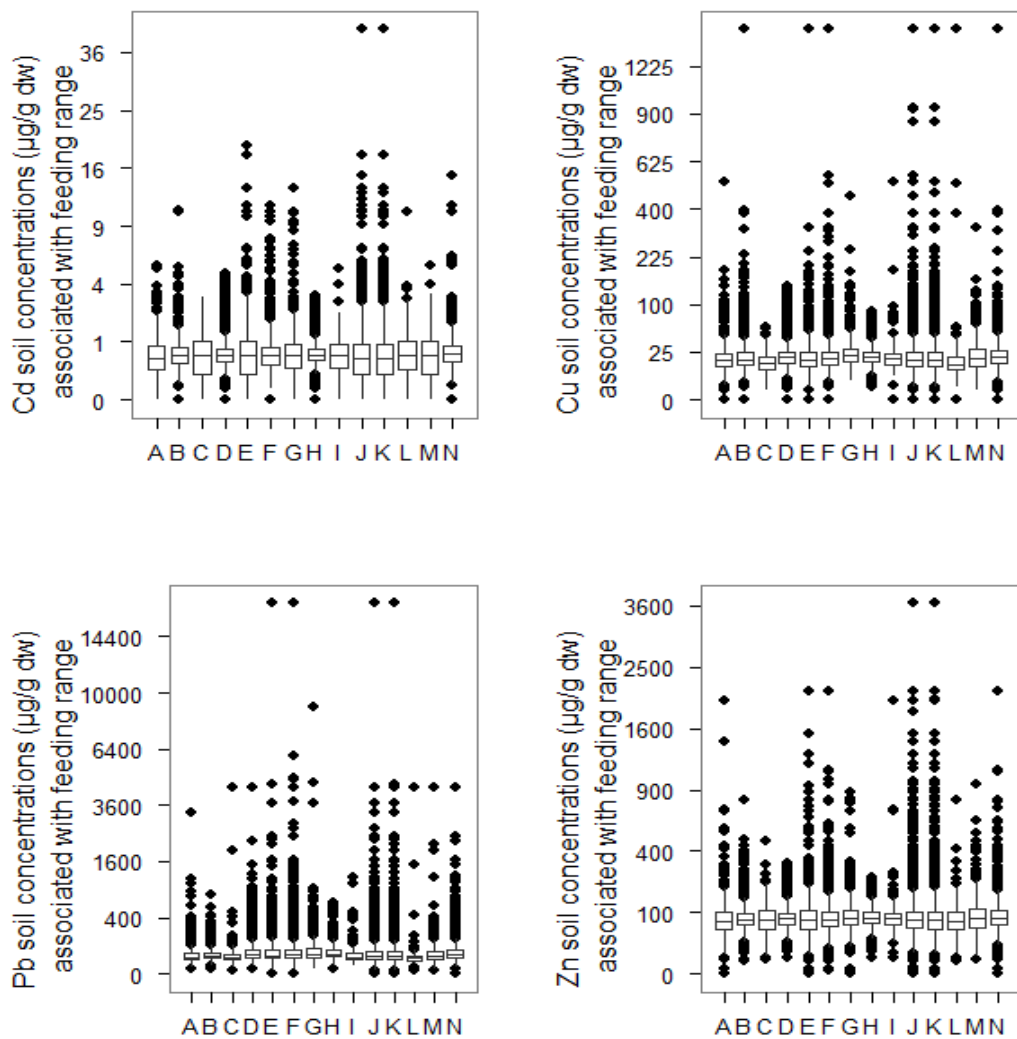 Cd soil concentrations (µg/g dw)
associated with feeding range
36
25
16
9
4
1
0
A B C D E F G H I J K L M N
Cu soil concentrations (µg/g dw)
associated with feeding range
1225
900
625
400
225
100
25
0
A B C D E F G H I J K L M N
Pb soil concentrations (µg/g dw)
associated with feeding range
14400
10000
6400
3600
1600
400
0
A B C D E F G H I J K L M N
Zn soil concentrations (µg/g dw)
associated with feeding range
3600
2500
1600
900
400
100
0
A B C D E F G H I J K L M N